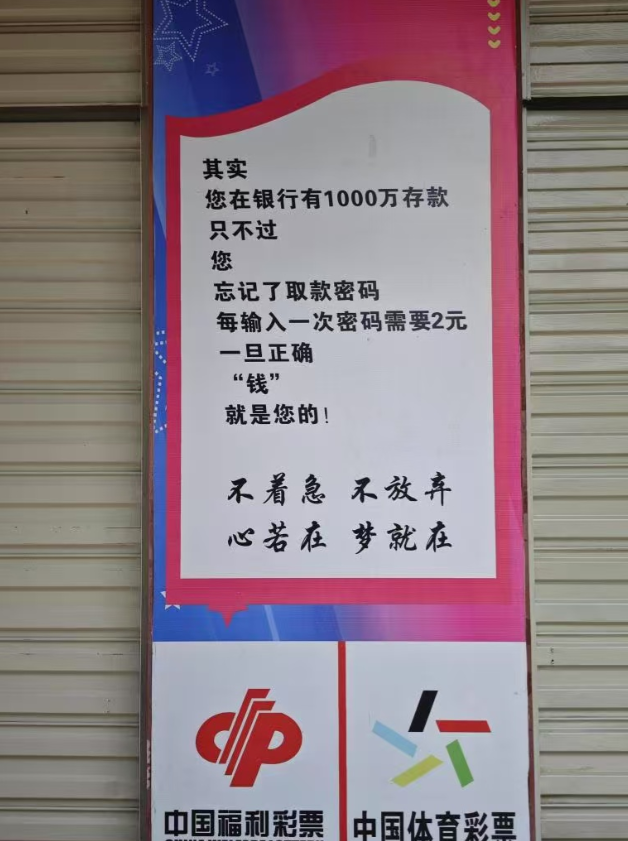 其实
您在银行有1000万存款
只不过
您
忘记了取款密码
每输入一次密码需要2元
一旦正确
“钱”
就是您的！
不着急 不放弃
心若在 梦就在
中国福利彩票
中国体育彩票